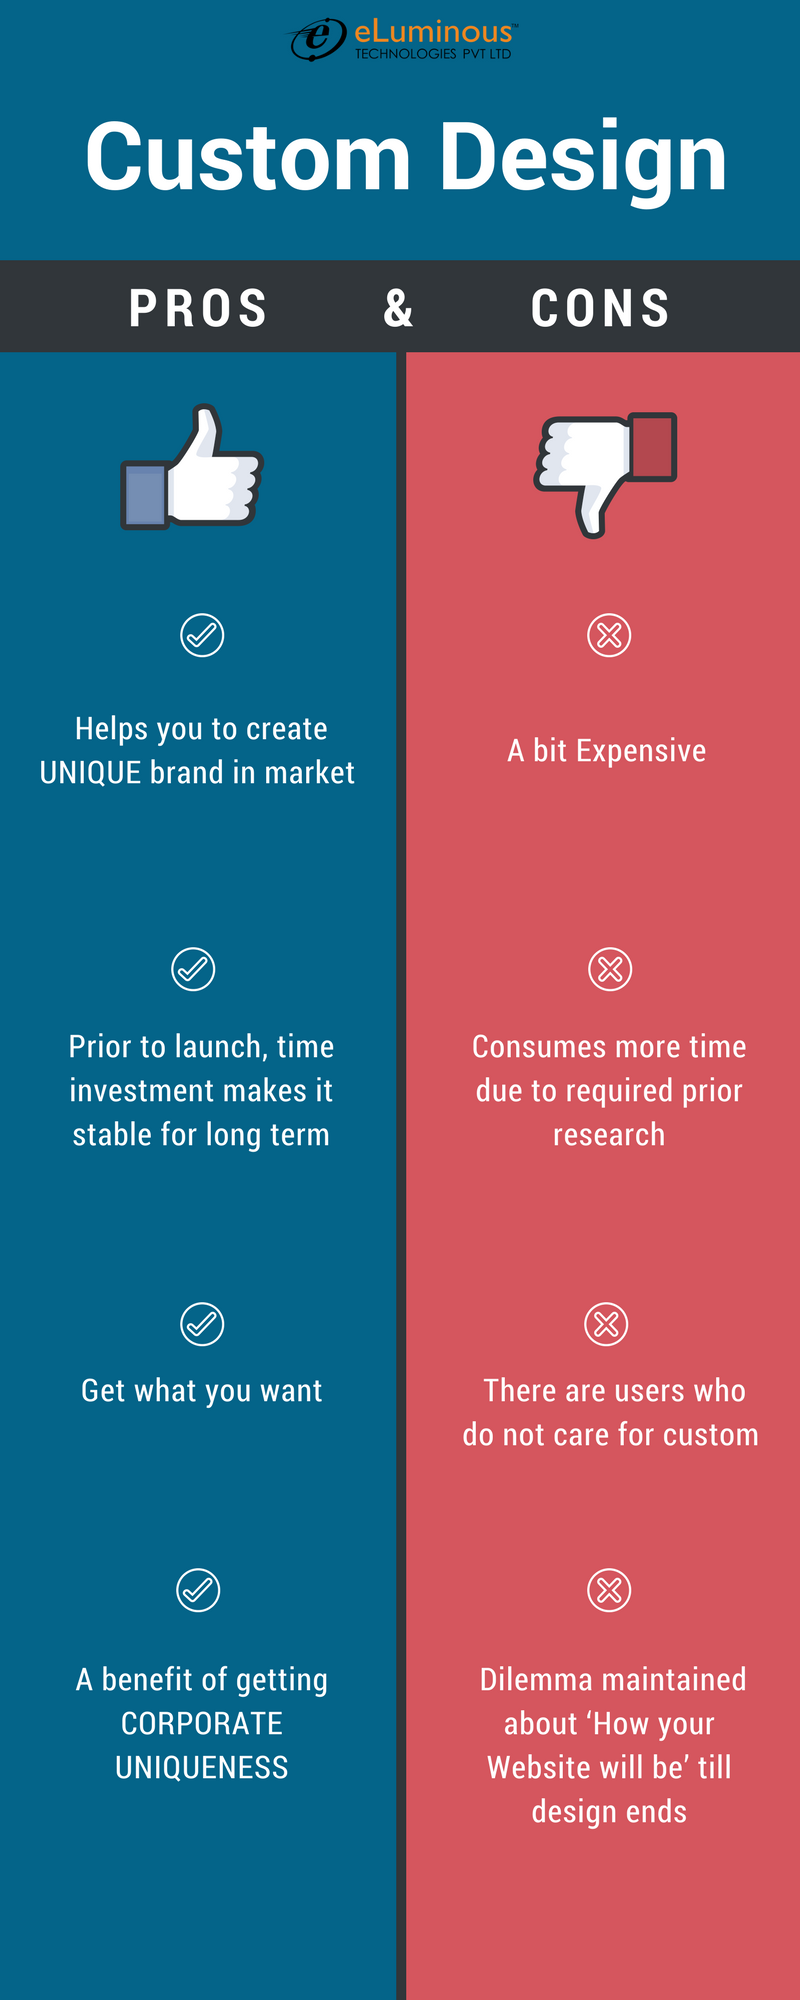 eLuminous™
TECHNOLOGIES PVT LTD
Custom Design
PROS & CONS
Helps you to create
UNIQUE brand in market
A bit Expensive
Prior to launch, time
investment makes it
stable for long term
Consumes more time
due to required prior
research
Get what you want
There are users who
do not care for custom
A benefit of getting
CORPORATE
UNIQUENESS
Dilemma maintained
about ‘How your
Website will be’ till
design ends